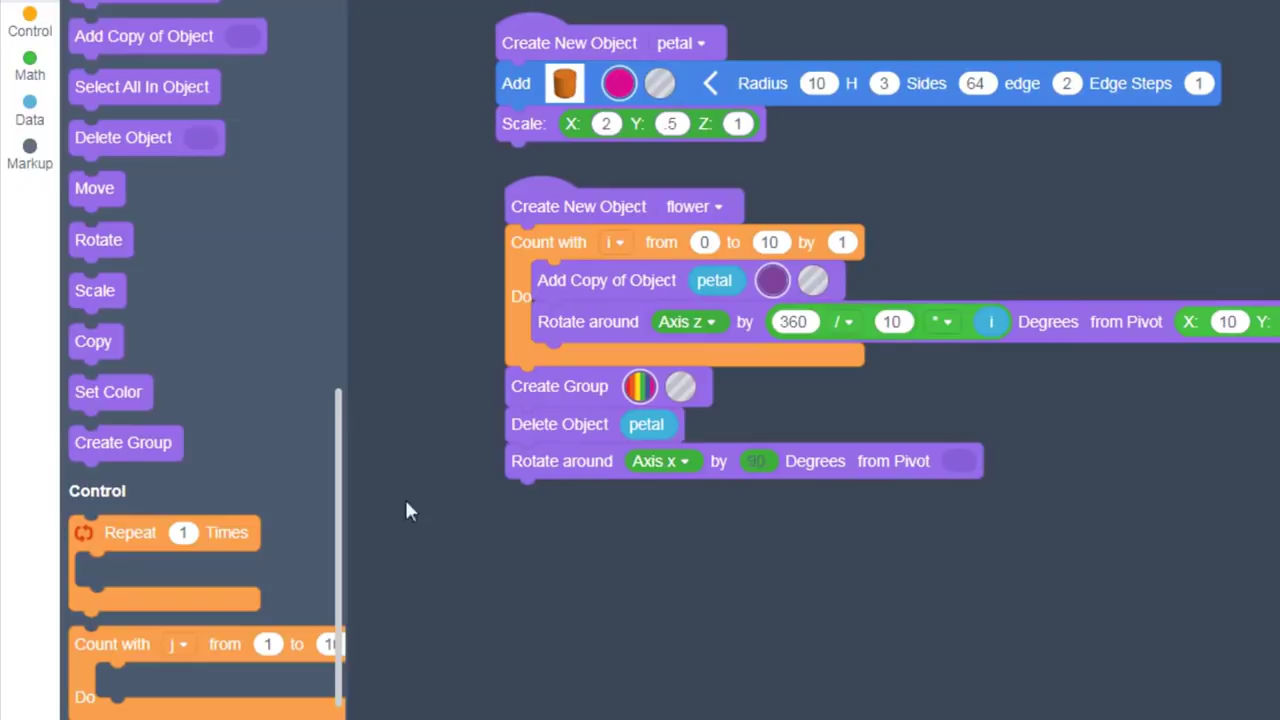 Control
Math
Data
Markup
Add Copy of Object
Select All In Object
Delete Object
Move
Rotate
Scale
Copy
Set Color
Create Group
Control
Repeat 1 Times
Count with j from 1 to 10
Do
Create New Object petal
Add Radius 10 H 3 Sides 64 edge 2 Edge Steps 1
Scale: X: 2 Y: .5 Z: 1
Create New Object flower
Count with i from 0 to 10 by 1
Do
Add Copy of Object petal
Rotate around Axis z by 360 / 10 * i Degrees from Pivot X: 10 Y:
Create Group
Delete Object petal
Rotate around Axis x by 90 Degrees from Pivot